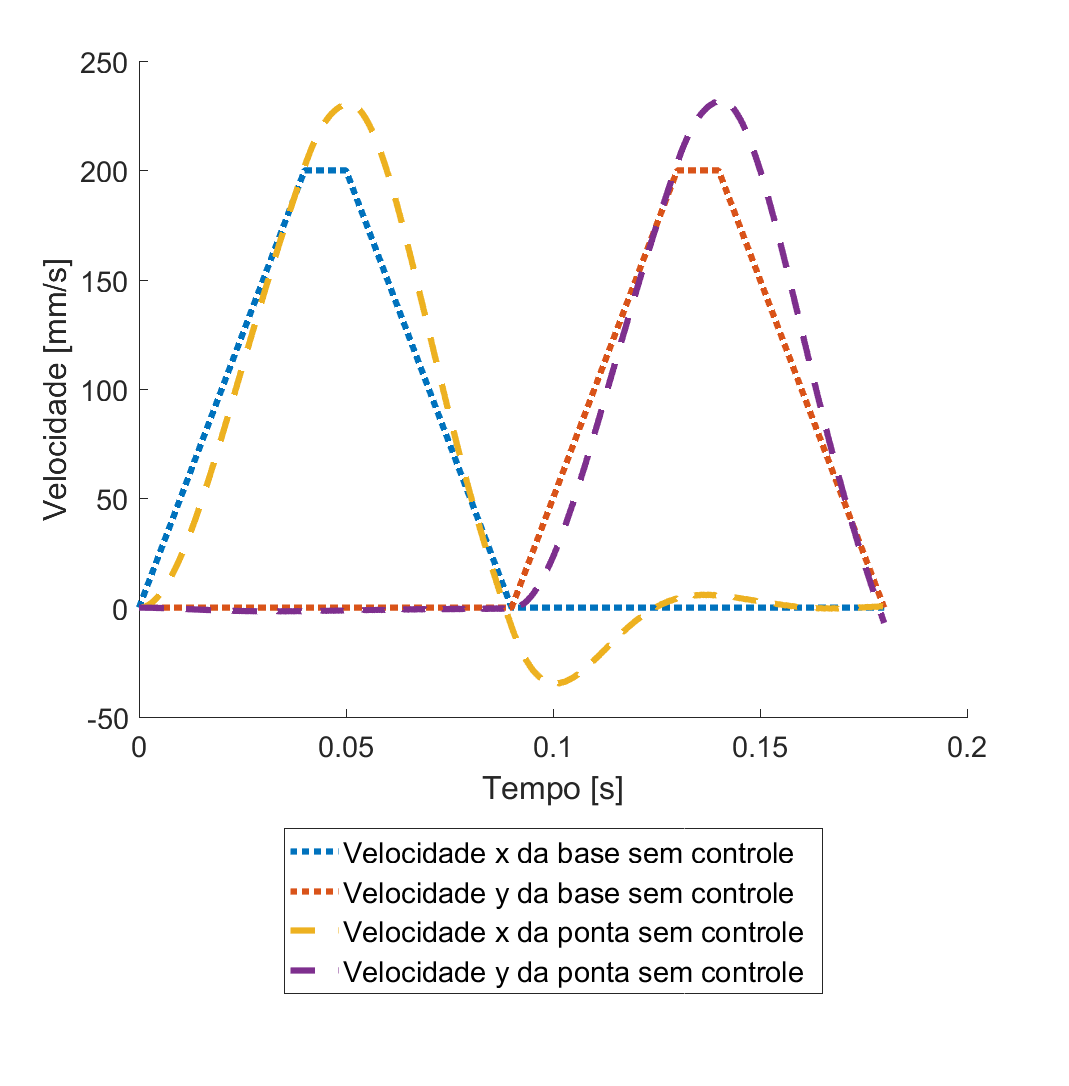 250
200
150
100
50
0
-50
Velocidade [mm/s]
0 0.05 0.1 0.15 0.2
Tempo [s]
Velocidade x da base sem controle
Velocidade y da base sem controle
Velocidade x da ponta sem controle
Velocidade y da ponta sem controle